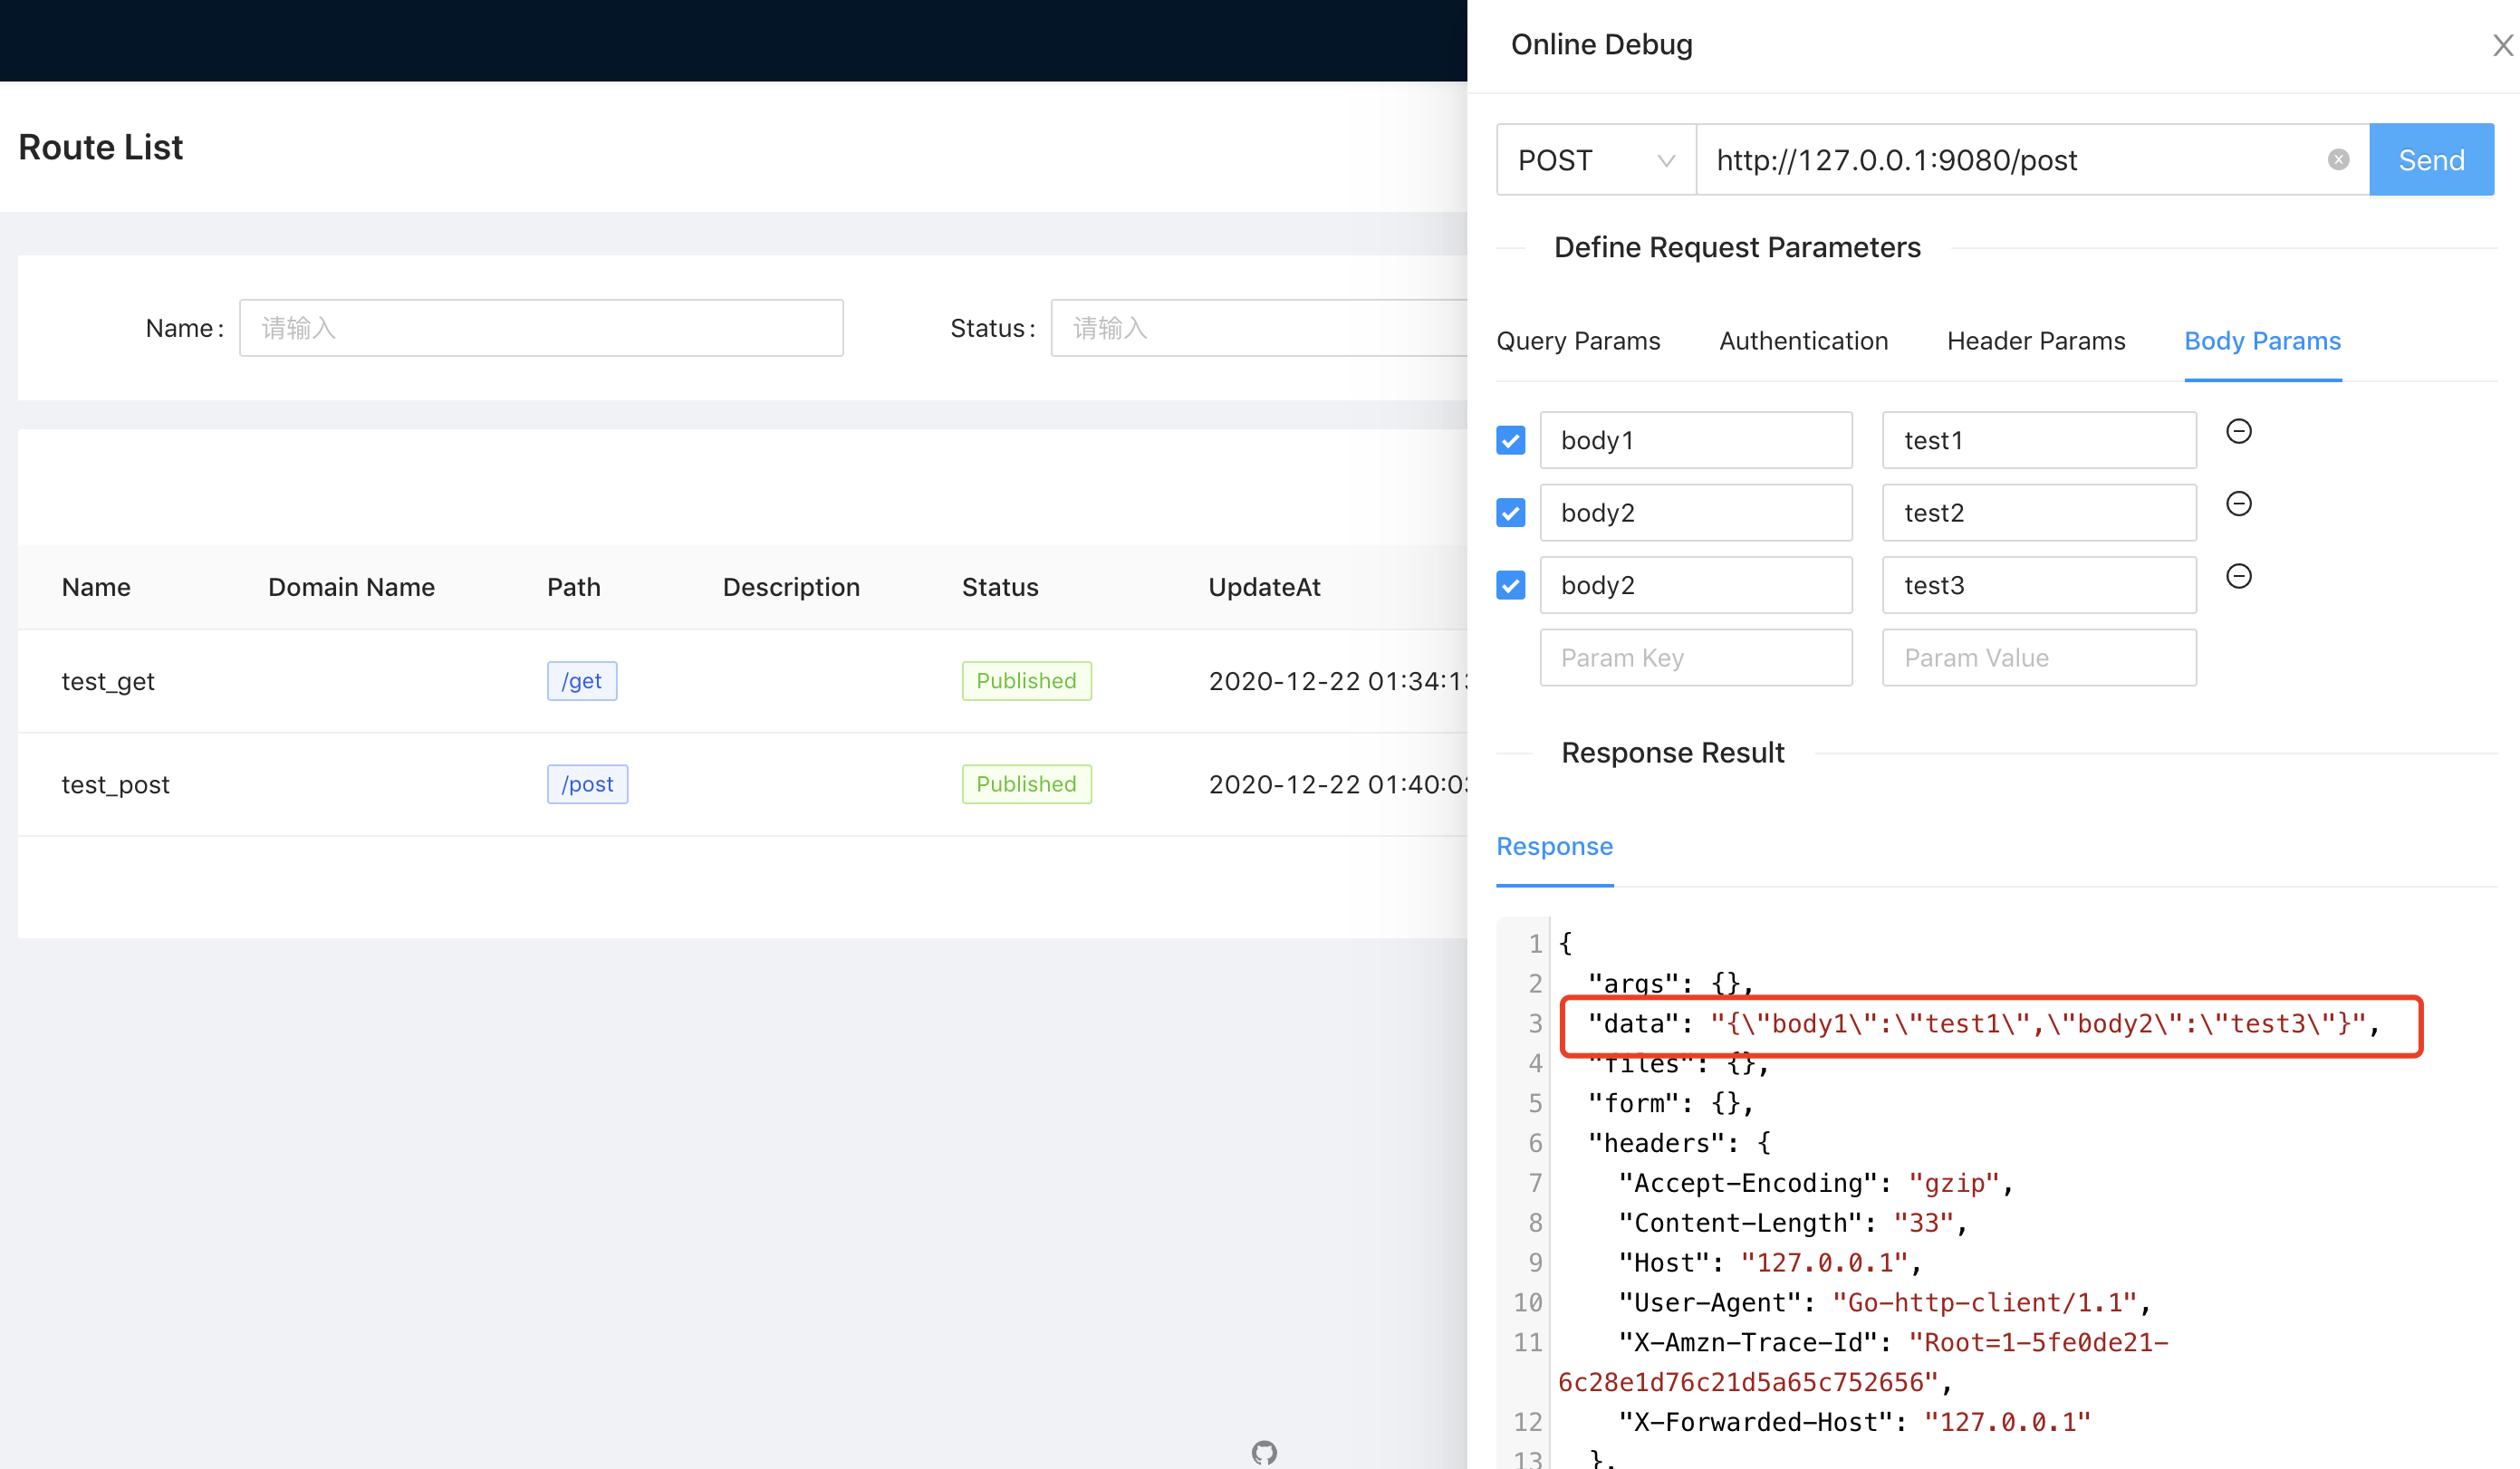 Route List
Name :
请输入
Status :
请输入
Name Domain Name Path Description Status UpdateAt
test_get /get Published 2020-12-22 01:34:13
test_post /post Published 2020-12-22 01:40:03
Online Debug
POST http://127.0.0.1:9080/post Send
Define Request Parameters
Query Params Authentication Header Params Body Params
body1 test1
body2 test2
body2 test3
Param Key Param Value
Response Result
Response
1 {
2 "args": {},
3 "data": "{\"body1\":\"test1\",\"body2\":\"test3\"}",
4 "files": {},
5 "form": {},
6 "headers": {
7 "Accept-Encoding": "gzip",
8 "Content-Length": "33",
9 "Host": "127.0.0.1",
10 "User-Agent": "Go-http-client/1.1",
11 "X-Amzn-Trace-Id": "Root=1-5fe0de21-
6c28e1d76c21d5a65c752656",
12 "X-Forwarded-Host": "127.0.0.1"
13 },